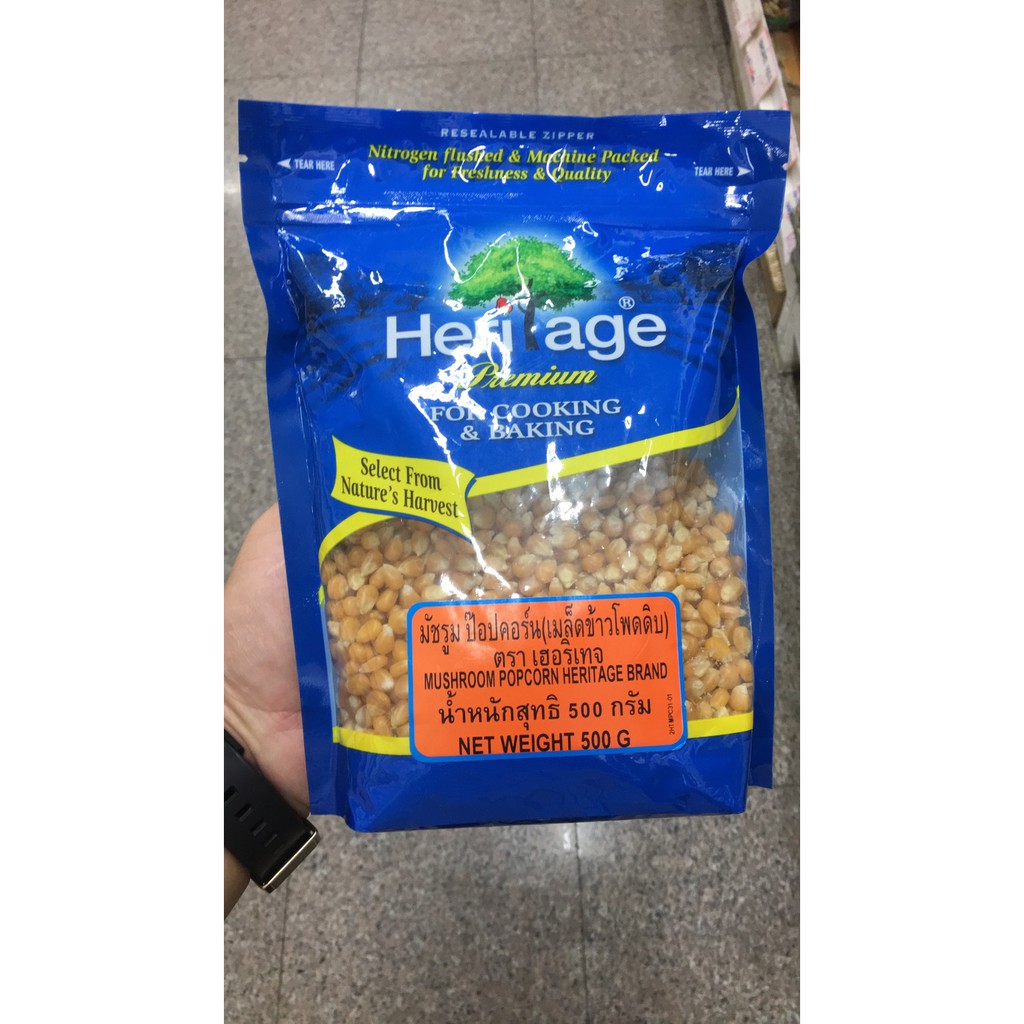 RESEALABLE ZIPPER
TEAR HERE
Nitrogen flushed & Machine Packed
for Freshness & Quality
TEAR HERE
Heritage®
Premium
FOR COOKING
& BAKING
Select From
Nature's Harvest
มัชรูม ป๊อปคอร์น(เมล็ดข้าวโพดดิบ)
ตรา เฮอริเทจ
MUSHROOM POPCORN HERITAGE BRAND
น้ำหนักสุทธิ 500 กรัม
NET WEIGHT 500 G